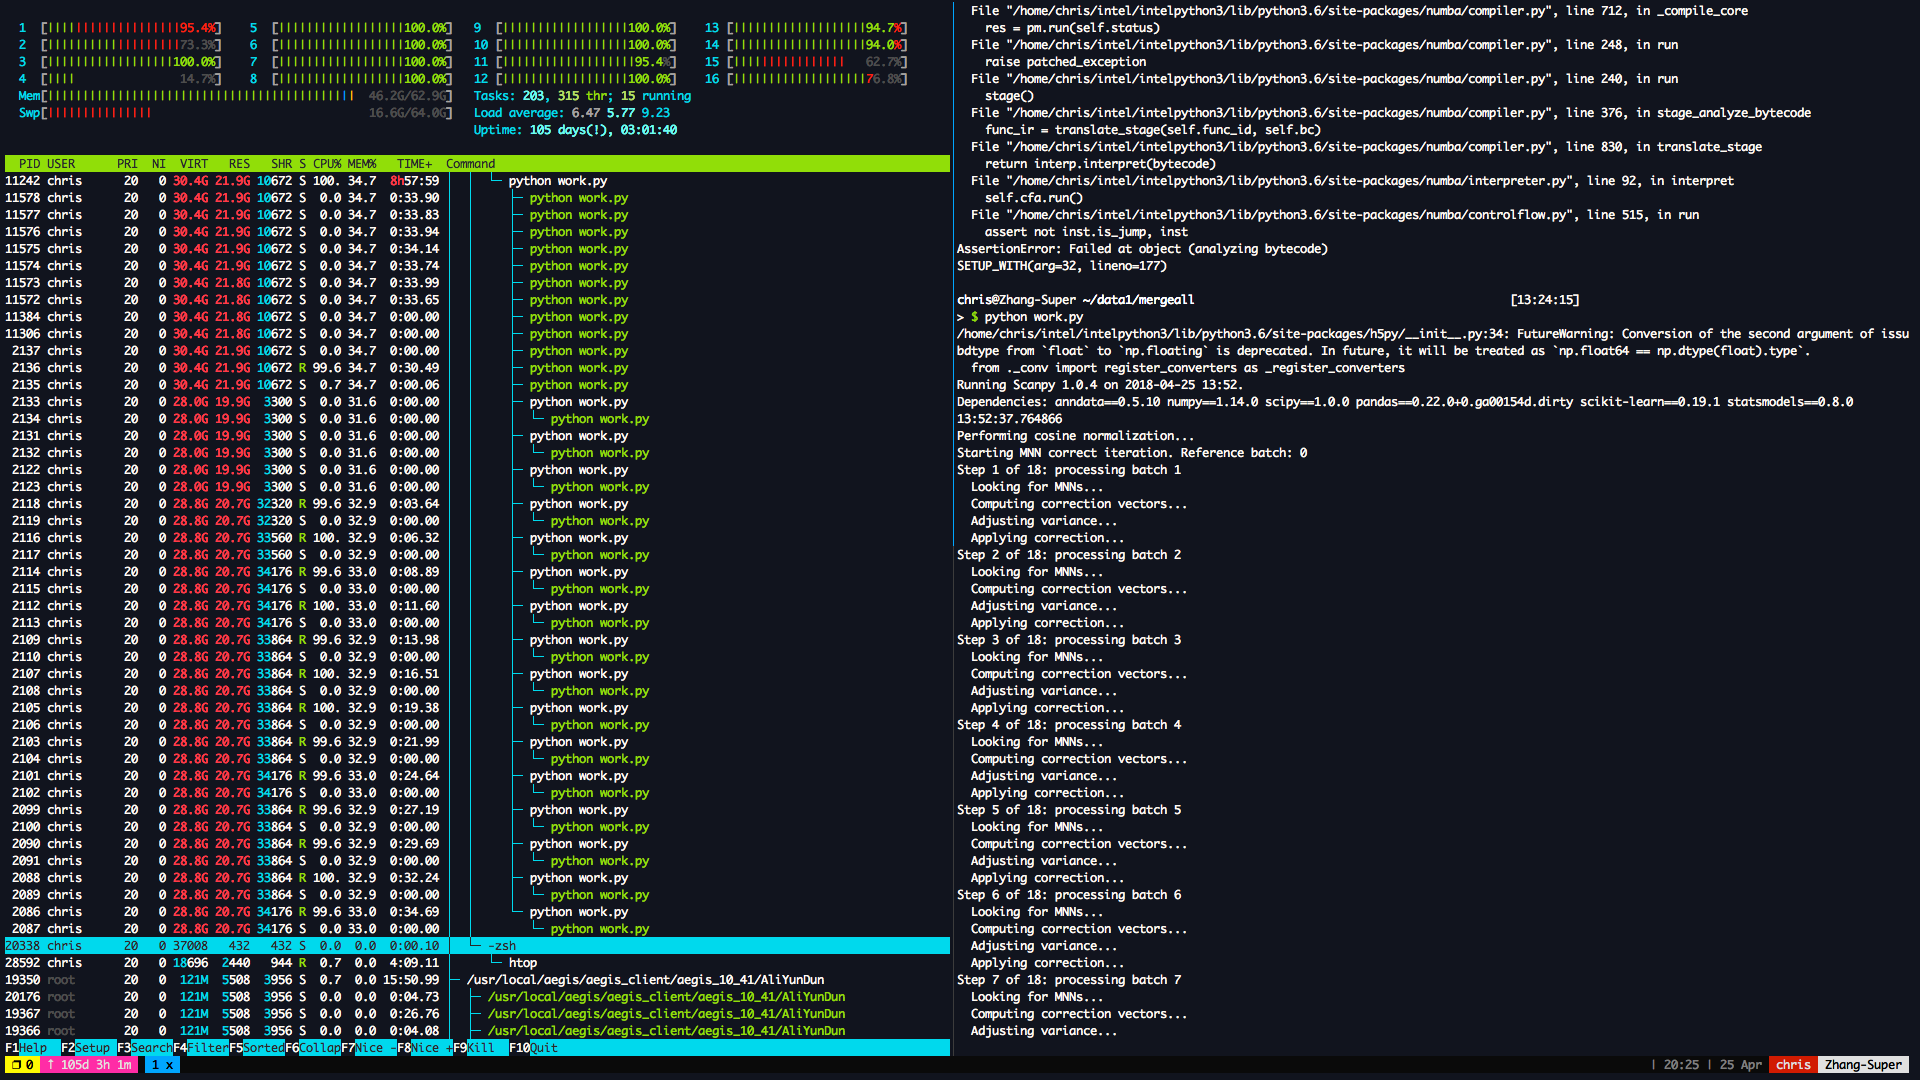 1 [||||||||||||||||||||95.4%] 5 [|||||||||||||||||||100.0%] 9 [|||||||||||||||||||100.0%] 13 [||||||||||||||||||||94.7%]
2 [||||||||||||||||||||73.3%] 6 [|||||||||||||||||||100.0%] 10 [|||||||||||||||||||100.0%] 14 [||||||||||||||||||||94.0%]
3 [|||||||||||||||||||100.0%] 7 [|||||||||||||||||||100.0%] 11 [||||||||||||||||||||95.4%] 15 [||||||||||||||||| 62.7%]
4 [|||| 14.7%] 8 [|||||||||||||||||||100.0%] 12 [|||||||||||||||||||100.0%] 16 [||||||||||||||||||||76.8%]
Mem[|||||||||||||||||||||||||||||||||||||||||||| 46.2G/62.9G] Tasks: 203, 315 thr; 15 running
Swp[||||||||||||||| 16.6G/64.0G] Load average: 6.47 5.77 9.23
Uptime: 105 days(!), 03:01:40
PID USER PRI NI VIRT RES SHR S CPU% MEM% TIME+ Command
11242 chris 20 0 30.4G 21.9G 10672 S 100. 34.7 8h57:59 python work.py
11578 chris 20 0 30.4G 21.9G 10672 S 0.0 34.7 0:33.90 python work.py
11577 chris 20 0 30.4G 21.9G 10672 S 0.0 34.7 0:33.83 python work.py
11576 chris 20 0 30.4G 21.9G 10672 S 0.0 34.7 0:33.94 python work.py
11575 chris 20 0 30.4G 21.9G 10672 S 0.0 34.7 0:34.14 python work.py
11574 chris 20 0 30.4G 21.9G 10672 S 0.0 34.7 0:33.74 python work.py
11573 chris 20 0 30.4G 21.8G 10672 S 0.0 34.7 0:33.99 python work.py
11572 chris 20 0 30.4G 21.8G 10672 S 0.0 34.7 0:33.65 python work.py
11384 chris 20 0 30.4G 21.8G 10672 S 0.0 34.7 0:00.00 python work.py
11306 chris 20 0 30.4G 21.8G 10672 S 0.0 34.7 0:00.00 python work.py
2137 chris 20 0 30.4G 21.9G 10672 S 0.0 34.7 0:00.00 python work.py
2136 chris 20 0 30.4G 21.9G 10672 R 99.6 34.7 0:30.49 python work.py
2135 chris 20 0 30.4G 21.9G 10672 S 0.7 34.7 0:00.06 python work.py
2133 chris 20 0 28.0G 19.9G 3300 S 0.0 31.6 0:00.00 python work.py
2134 chris 20 0 28.0G 19.9G 3300 S 0.0 31.6 0:00.00 python work.py
2131 chris 20 0 28.0G 19.9G 3300 S 0.0 31.6 0:00.00 python work.py
2132 chris 20 0 28.0G 19.9G 3300 S 0.0 31.6 0:00.00 python work.py
2122 chris 20 0 28.0G 19.9G 3300 S 0.0 31.6 0:00.00 python work.py
2123 chris 20 0 28.0G 19.9G 3300 S 0.0 31.6 0:00.00 python work.py
2118 chris 20 0 28.8G 20.7G 32320 R 99.6 32.9 0:03.64 python work.py
2119 chris 20 0 28.8G 20.7G 32320 S 0.0 32.9 0:00.00 python work.py
2116 chris 20 0 28.8G 20.7G 33560 R 100. 32.9 0:06.32 python work.py
2117 chris 20 0 28.8G 20.7G 33560 S 0.0 32.9 0:00.00 python work.py
2114 chris 20 0 28.8G 20.7G 34176 R 99.6 33.0 0:08.89 python work.py
2115 chris 20 0 28.8G 20.7G 34176 S 0.0 33.0 0:00.00 python work.py
2112 chris 20 0 28.8G 20.7G 34176 R 100. 33.0 0:11.60 python work.py
2113 chris 20 0 28.8G 20.7G 34176 S 0.0 33.0 0:00.00 python work.py
2109 chris 20 0 28.8G 20.7G 33864 R 99.6 32.9 0:13.98 python work.py
2110 chris 20 0 28.8G 20.7G 33864 S 0.0 32.9 0:00.00 python work.py
2107 chris 20 0 28.8G 20.7G 33864 R 100. 32.9 0:16.51 python work.py
2108 chris 20 0 28.8G 20.7G 33864 S 0.0 32.9 0:00.00 python work.py
2105 chris 20 0 28.8G 20.7G 33864 R 100. 32.9 0:19.38 python work.py
2106 chris 20 0 28.8G 20.7G 33864 S 0.0 32.9 0:00.00 python work.py
2103 chris 20 0 28.8G 20.7G 33864 R 99.6 32.9 0:21.99 python work.py
2104 chris 20 0 28.8G 20.7G 33864 S 0.0 32.9 0:00.00 python work.py
2101 chris 20 0 28.8G 20.7G 34176 R 99.6 33.0 0:24.64 python work.py
2102 chris 20 0 28.8G 20.7G 34176 S 0.0 33.0 0:00.00 python work.py
2099 chris 20 0 28.8G 20.7G 33864 R 99.6 32.9 0:27.19 python work.py
2100 chris 20 0 28.8G 20.7G 33864 S 0.0 32.9 0:00.00 python work.py
2090 chris 20 0 28.8G 20.7G 33864 R 99.6 32.9 0:29.69 python work.py
2091 chris 20 0 28.8G 20.7G 33864 S 0.0 32.9 0:00.00 python work.py
2088 chris 20 0 28.8G 20.7G 33864 R 100. 32.9 0:32.24 python work.py
2089 chris 20 0 28.8G 20.7G 33864 S 0.0 32.9 0:00.00 python work.py
2086 chris 20 0 28.8G 20.7G 34176 R 99.6 33.0 0:34.69 python work.py
2087 chris 20 0 28.8G 20.7G 34176 S 0.0 33.0 0:00.00 python work.py
20338 chris 20 0 37008 432 432 S 0.0 0.0 0:00.10 -zsh
28592 chris 20 0 18696 2440 944 R 0.7 0.0 4:09.11 htop
19350 root 20 0 121M 5508 3956 S 0.7 0.0 15:50.99 /usr/local/aegis/aegis_client/aegis_10_41/AliYunDun
20176 root 20 0 121M 5508 3956 S 0.0 0.0 0:04.73 /usr/local/aegis/aegis_client/aegis_10_41/AliYunDun
19367 root 20 0 121M 5508 3956 S 0.0 0.0 0:26.76 /usr/local/aegis/aegis_client/aegis_10_41/AliYunDun
19366 root 20 0 121M 5508 3956 S 0.0 0.0 0:04.08 /usr/local/aegis/aegis_client/aegis_10_41/AliYunDun
F1Help F2Setup F3SearchF4FilterF5SortedF6CollapF7Nice -F8Nice +F9Kill F10Quit
File "/home/chris/intel/intelpython3/lib/python3.6/site-packages/numba/compiler.py", line 712, in _compile_core
res = pm.run(self.status)
File "/home/chris/intel/intelpython3/lib/python3.6/site-packages/numba/compiler.py", line 248, in run
raise patched_exception
File "/home/chris/intel/intelpython3/lib/python3.6/site-packages/numba/compiler.py", line 240, in run
stage()
File "/home/chris/intel/intelpython3/lib/python3.6/site-packages/numba/compiler.py", line 376, in stage_analyze_bytecode
func_ir = translate_stage(self.func_id, self.bc)
File "/home/chris/intel/intelpython3/lib/python3.6/site-packages/numba/compiler.py", line 830, in translate_stage
return interp.interpret(bytecode)
File "/home/chris/intel/intelpython3/lib/python3.6/site-packages/numba/interpreter.py", line 92, in interpret
self.cfa.run()
File "/home/chris/intel/intelpython3/lib/python3.6/site-packages/numba/controlflow.py", line 515, in run
assert not inst.is_jump, inst
AssertionError: Failed at object (analyzing bytecode)
SETUP_WITH(arg=32, lineno=177)
chris@Zhang-Super ~/data1/mergeall [13:24:15]
> $ python work.py
/home/chris/intel/intelpython3/lib/python3.6/site-packages/h5py/__init__.py:34: FutureWarning: Conversion of the second argument of issu
bdtype from `float` to `np.floating` is deprecated. In future, it will be treated as `np.float64 == np.dtype(float).type`.
from ._conv import register_converters as _register_converters
Running Scanpy 1.0.4 on 2018-04-25 13:52.
Dependencies: anndata==0.5.10 numpy==1.14.0 scipy==1.0.0 pandas==0.22.0+0.ga00154d.dirty scikit-learn==0.19.1 statsmodels==0.8.0
13:52:37.764866
Performing cosine normalization...
Starting MNN correct iteration. Reference batch: 0
Step 1 of 18: processing batch 1
Looking for MNNs...
Computing correction vectors...
Adjusting variance...
Applying correction...
Step 2 of 18: processing batch 2
Looking for MNNs...
Computing correction vectors...
Adjusting variance...
Applying correction...
Step 3 of 18: processing batch 3
Looking for MNNs...
Computing correction vectors...
Adjusting variance...
Applying correction...
Step 4 of 18: processing batch 4
Looking for MNNs...
Computing correction vectors...
Adjusting variance...
Applying correction...
Step 5 of 18: processing batch 5
Looking for MNNs...
Computing correction vectors...
Adjusting variance...
Applying correction...
Step 6 of 18: processing batch 6
Looking for MNNs...
Computing correction vectors...
Adjusting variance...
Applying correction...
Step 7 of 18: processing batch 7
Looking for MNNs...
Computing correction vectors...
Adjusting variance...
❐ 0 ↑ 105d 3h 1m 1 x | 20:25 | 25 Apr chris Zhang-Super